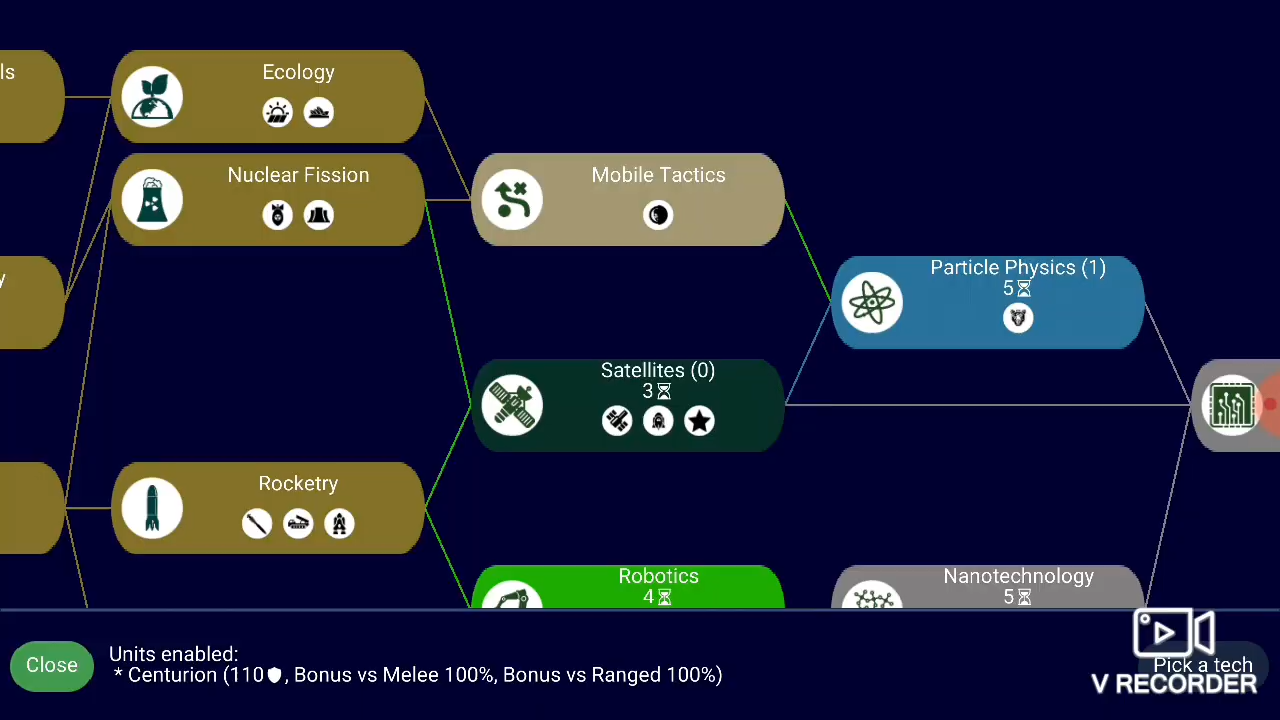 ls
Ecology
Nuclear Fission
Mobile Tactics
y
Particle Physics (1)
5
Satellites (0)
3
Rocketry
Robotics
4
Nanotechnology
5
Close
Units enabled:
* Centurion (110, Bonus vs Melee 100%, Bonus vs Ranged 100%)
Pick a tech
V RECORDER